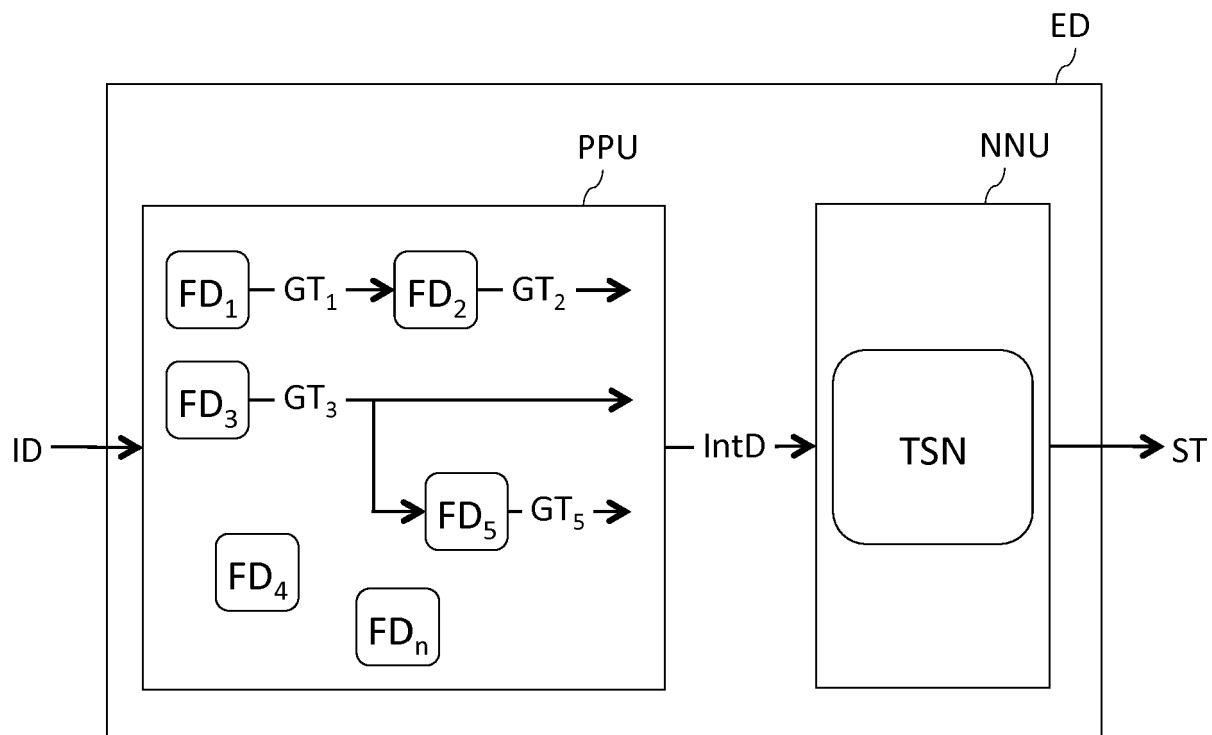 ED
PPU
NNU
FD₁ GT₁ FD₂ GT₂
FD₃ GT₃
ID
IntD
TSN
ST
FD₅ GT₅
FD₄
FDₙ